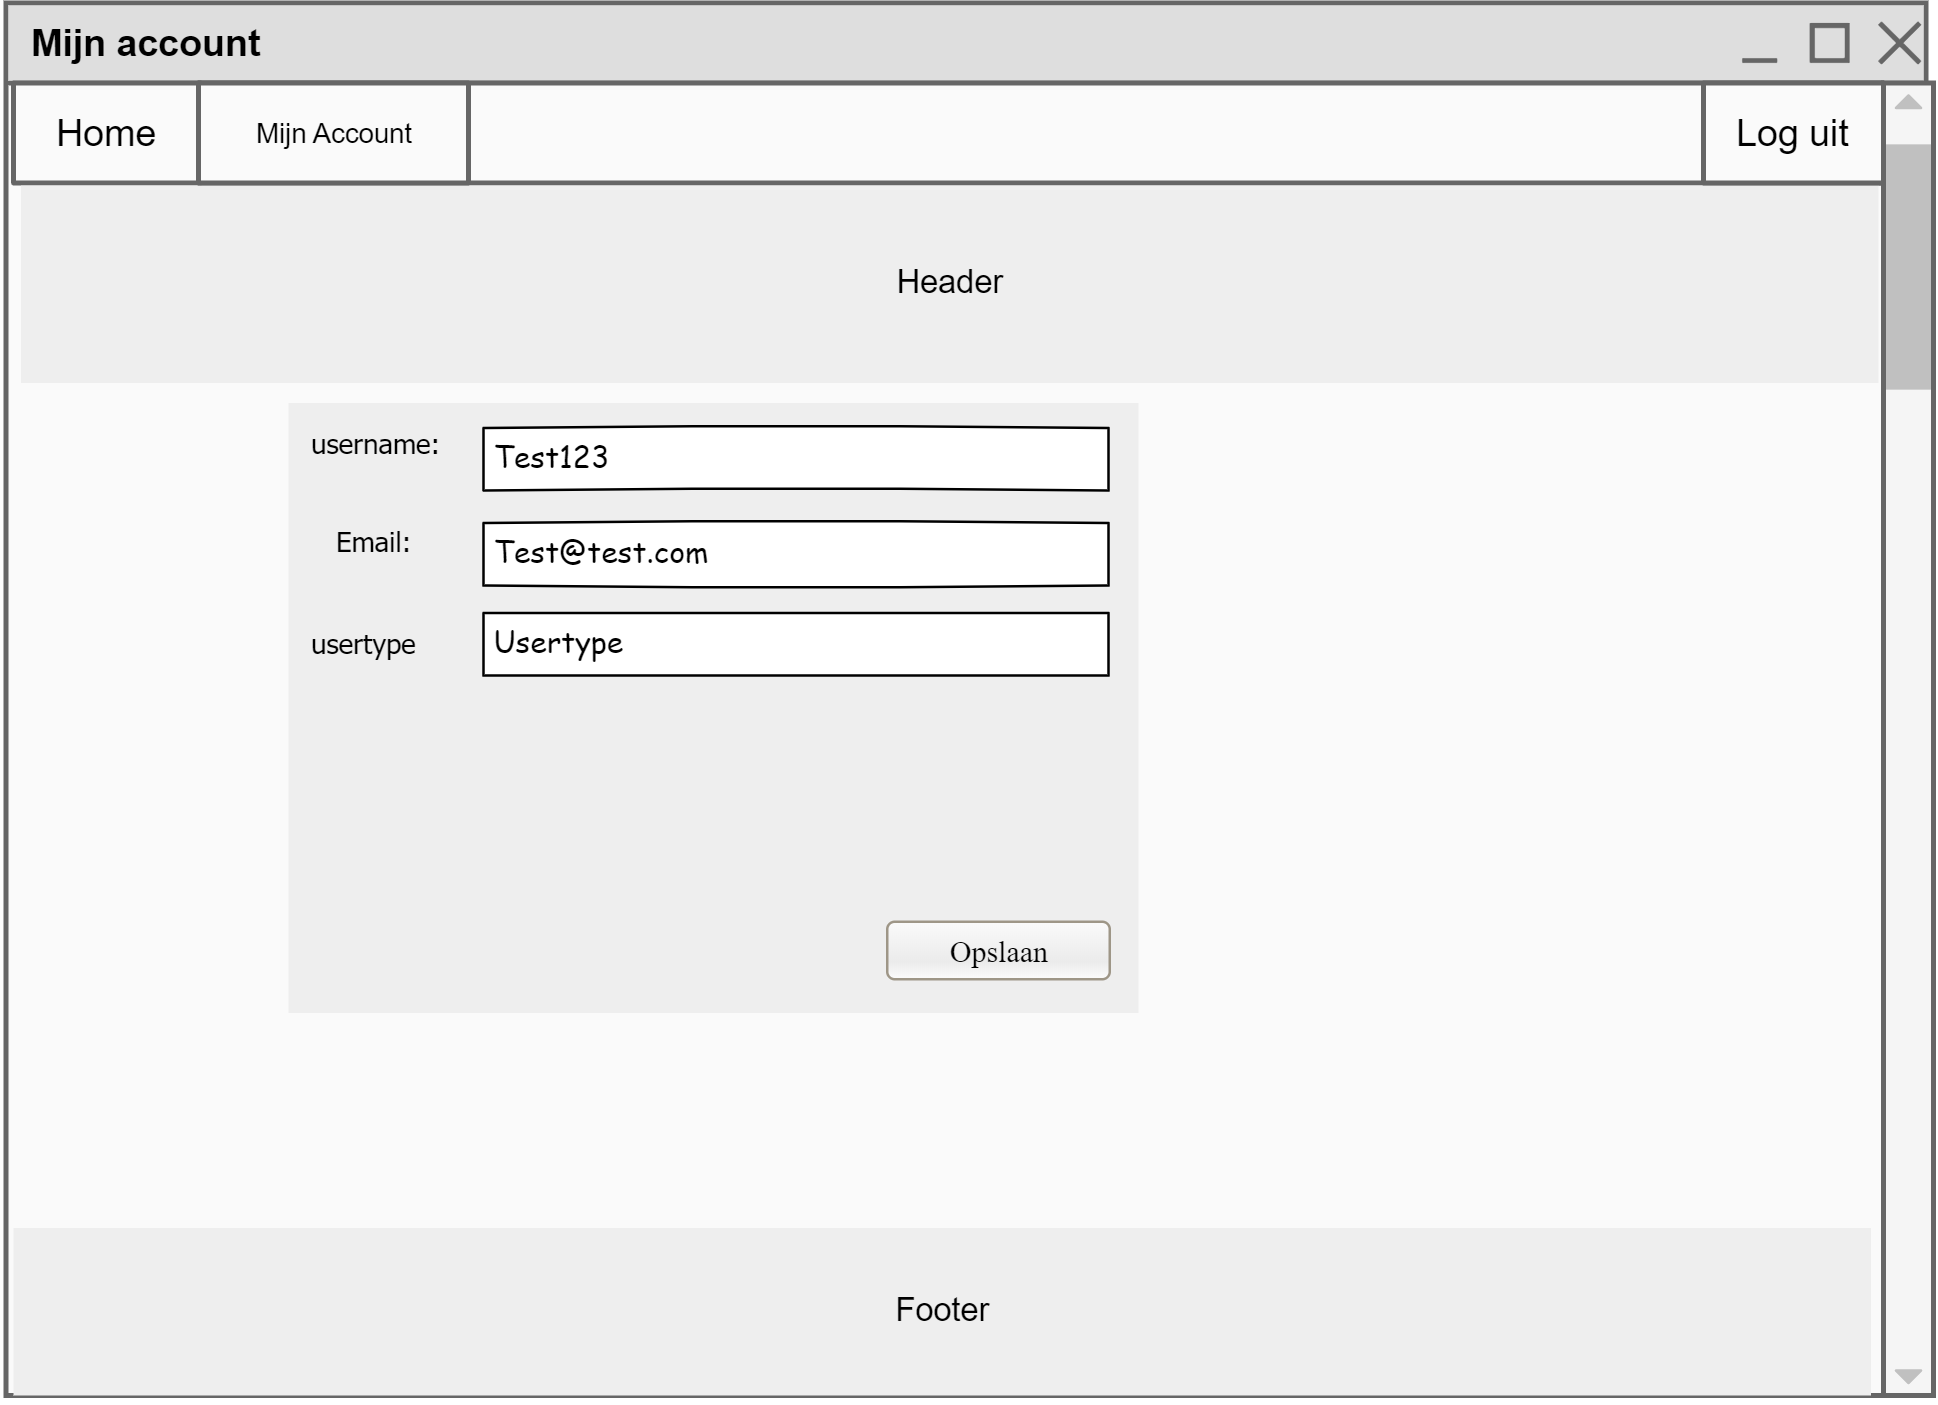 Mijn account
Home
Mijn Account
Log uit
Header
username:
Test123
Email:
Test@test.com
usertype
Usertype
Opslaan
Footer